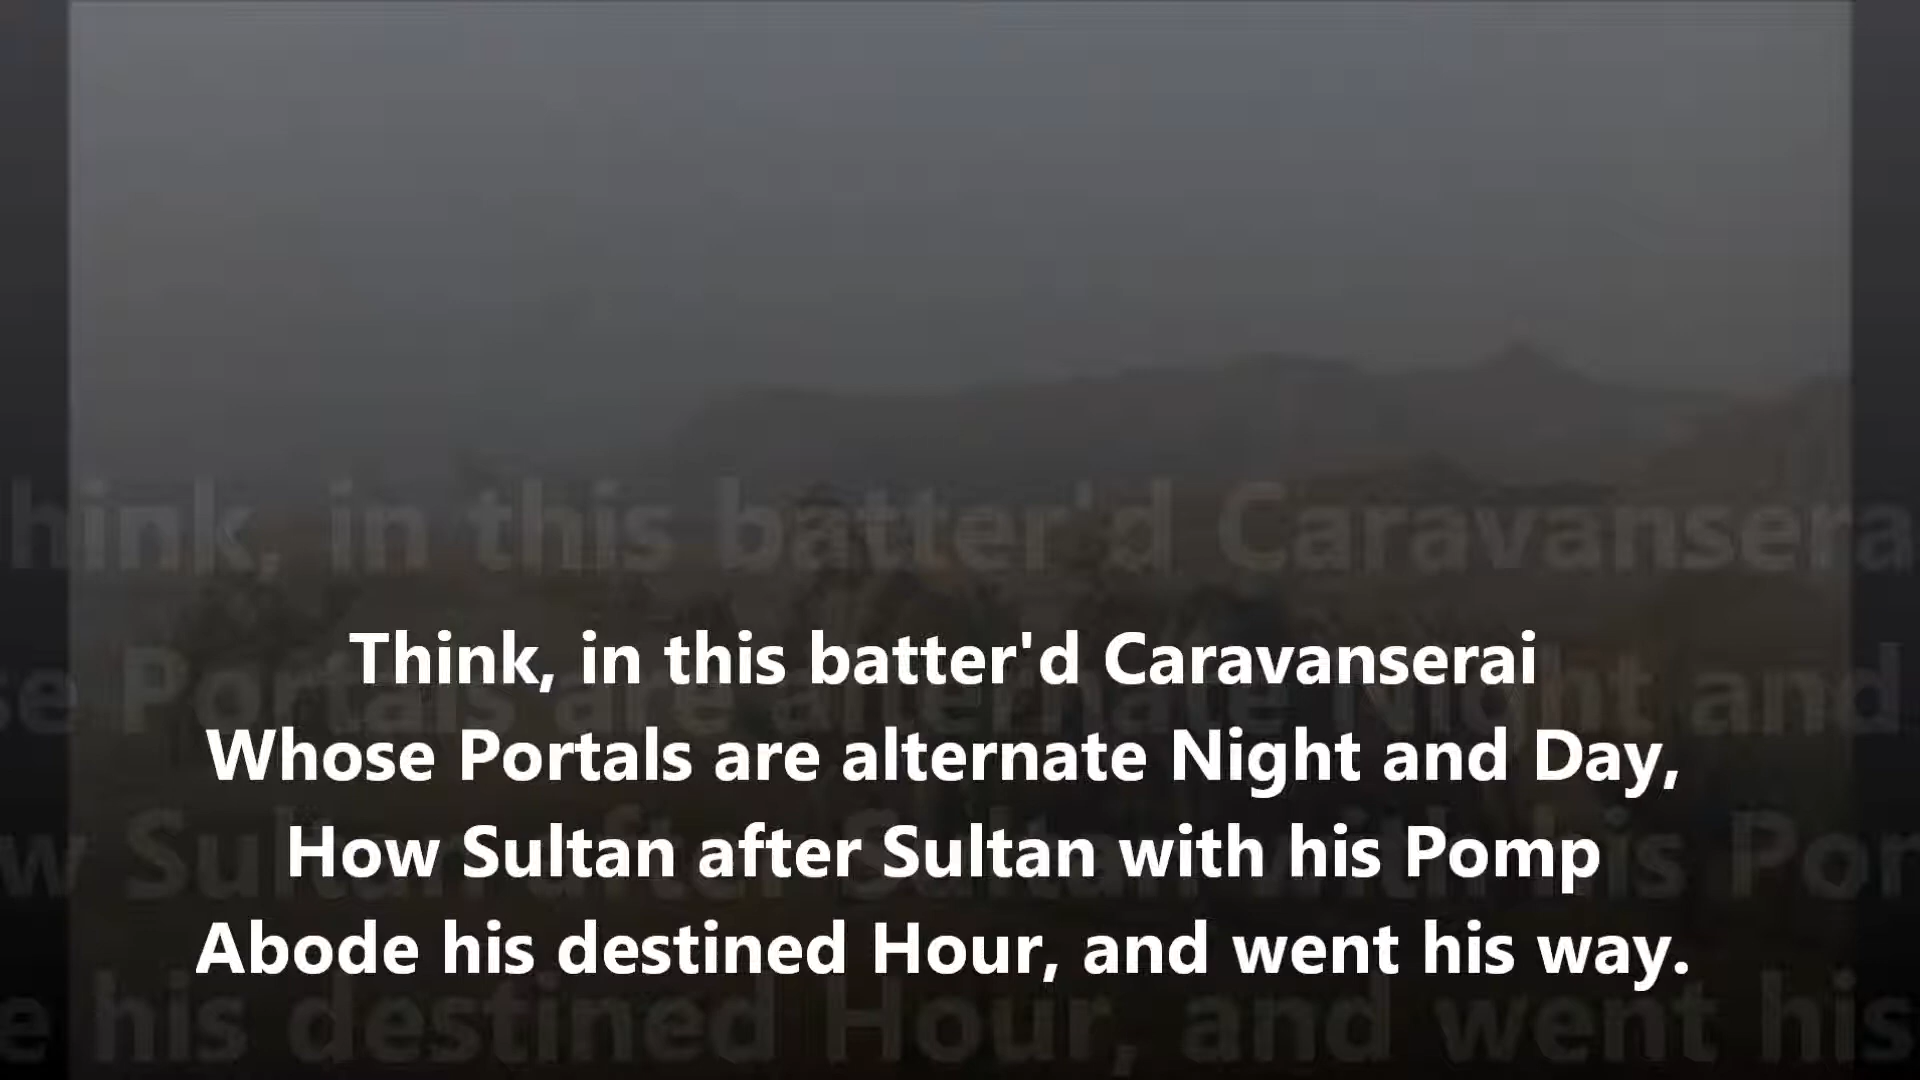 Think, in this batter'd Caravanserai
Whose Portals are alternate Night and Day,
How Sultan after Sultan with his Pomp
Abode his destined Hour, and went his way.